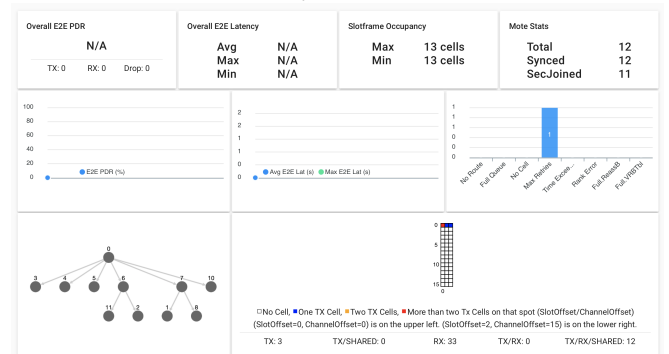 Overall E2E PDR
N/A
TX: 0 RX: 0 Drop: 0
Overall E2E Latency
Avg N/A
Max N/A
Min N/A
Slotframe Occupancy
Max 13 cells
Min 13 cells
Mote Stats
Total 12
Synced 12
SecJoined 11
100
80
60
40
20
0
E2E PDR (%)
2
2
1
1
0
0
Avg E2E Lat (s) Max E2E Lat (s)
1
1
1
0
0
1
No Route
Full Queue
No Cell
Max Retries
Time Excee...
Rank Error
Full ReassB
Full VRBTbl
0
3 4 5 6 7 10
11 2 1 8
0
5
10
15
0
No Cell, One TX Cell, Two TX Cells, More than two Tx Cells on that spot (SlotOffset/ChannelOffset)
(SlotOffset=0, ChannelOffset=0) is on the upper left. (SlotOffset=2, ChannelOffset=15) is on the lower right.
TX: 3 TX/SHARED: 0 RX: 33 TX/RX: 0 TX/RX/SHARED: 12